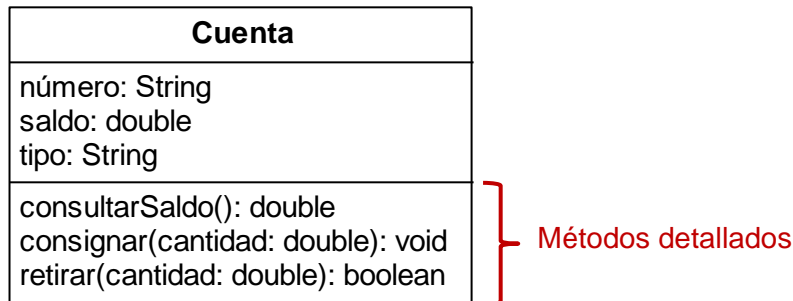 Cuenta
número: String
saldo: double
tipo: String
consultarSaldo(): double
consignar(cantidad: double): void
retirar(cantidad: double): boolean
Métodos detallados